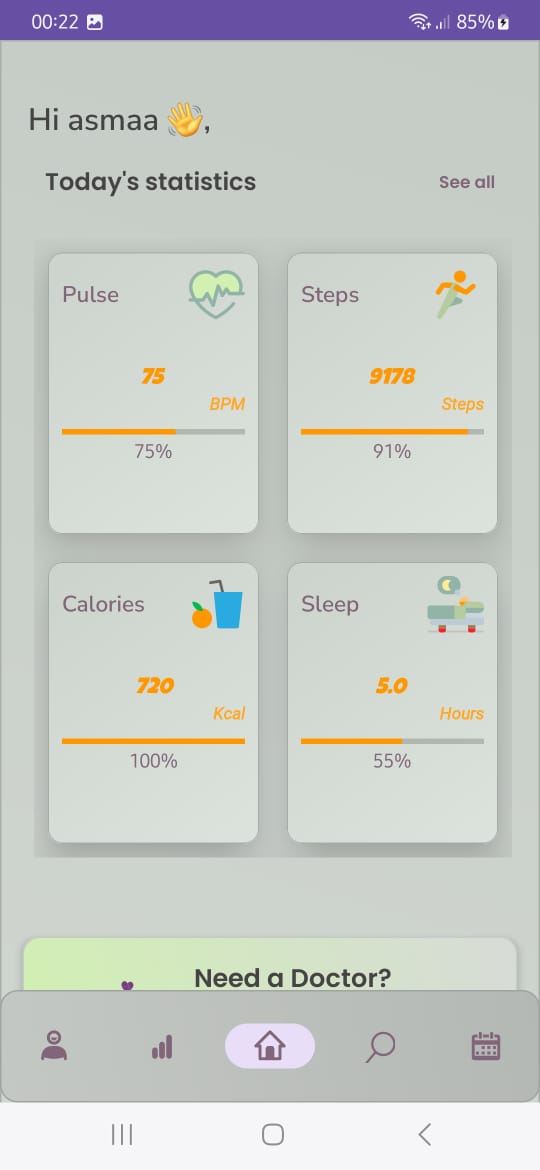 00:22 85%
Hi asmaa 👋,
Today's statistics See all
Pulse
75
BPM
75%
Steps
9178
Steps
91%
Calories
720
Kcal
100%
Sleep
5.0
Hours
55%
Need a Doctor?